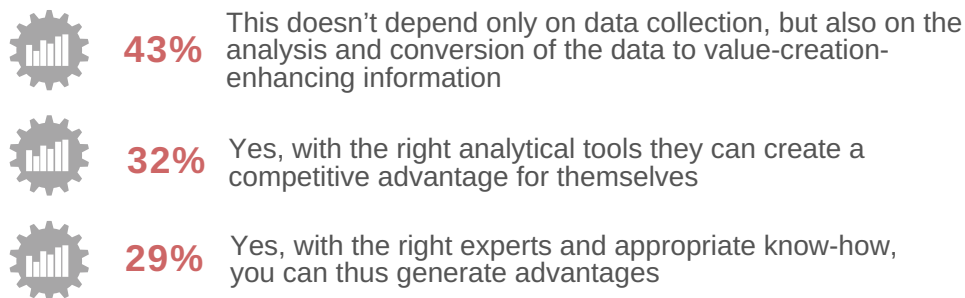 43%
This doesn’t depend only on data collection, but also on the
analysis and conversion of the data to value-creation-
enhancing information
32%
Yes, with the right analytical tools they can create a
competitive advantage for themselves
29%
Yes, with the right experts and appropriate know-how,
you can thus generate advantages